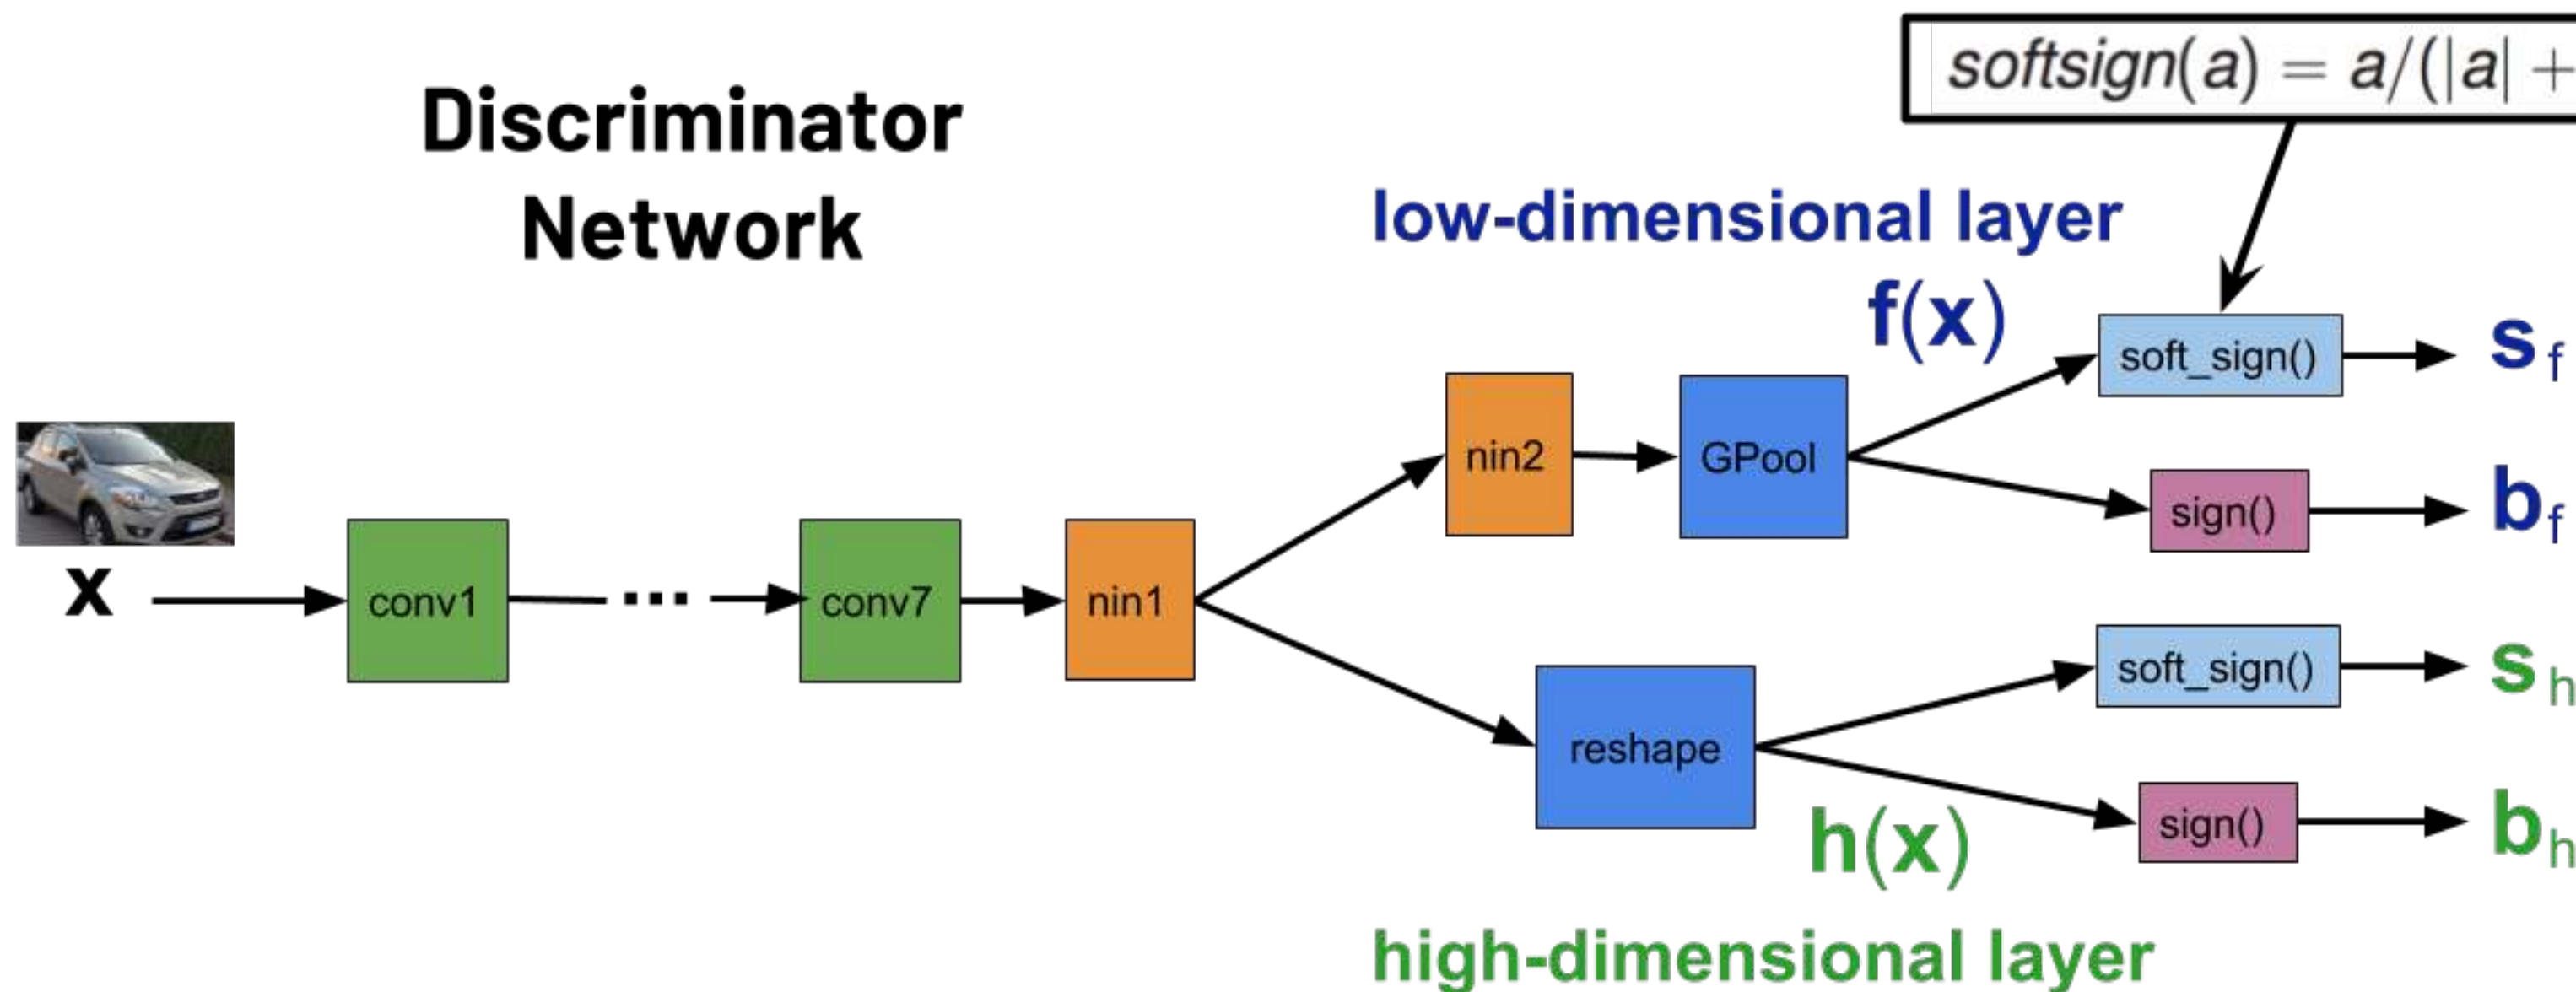 softsign(a) = a/(|a| +
Discriminator
Network
low-dimensional layer
f(x)
soft_sign()
s f
nin2
GPool
sign()
b f
x
conv1
...
conv7
nin1
soft_sign()
s h
reshape
sign()
b h
h(x)
high-dimensional layer